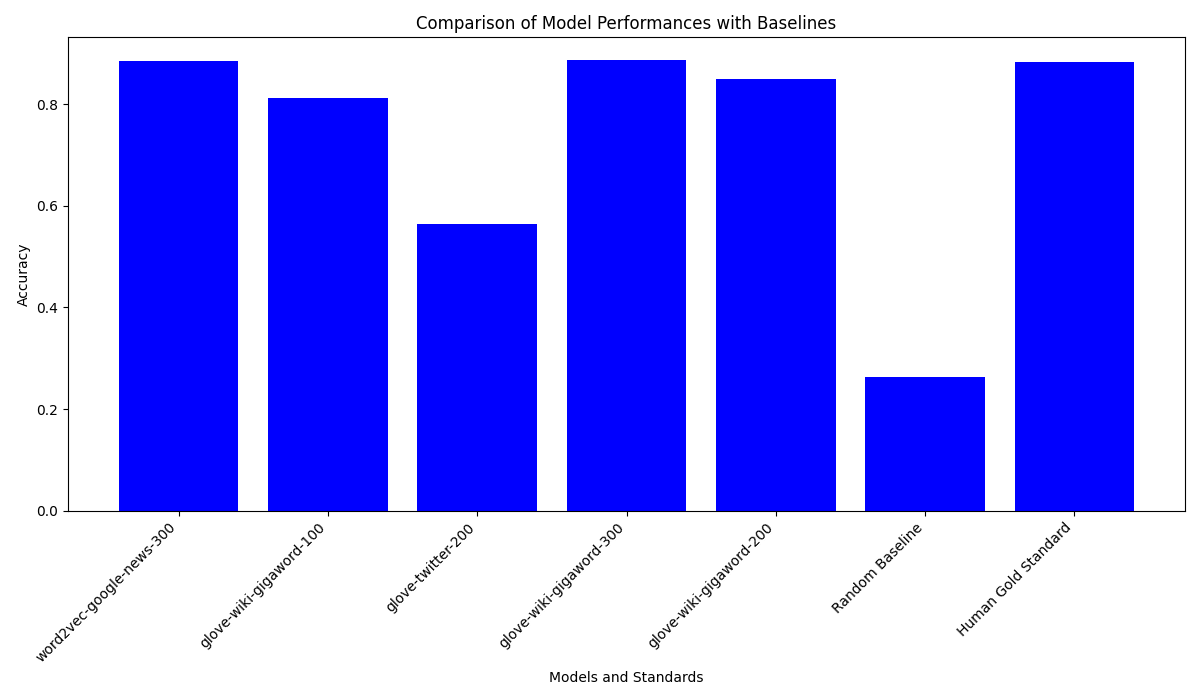 Comparison of Model Performances with Baselines
Accuracy
0.8
0.6
0.4
0.2
0.0
word2vec-google-news-300
glove-wiki-gigaword-100
glove-twitter-200
glove-wiki-gigaword-300
glove-wiki-gigaword-200
Random Baseline
Human Gold Standard
Models and Standards